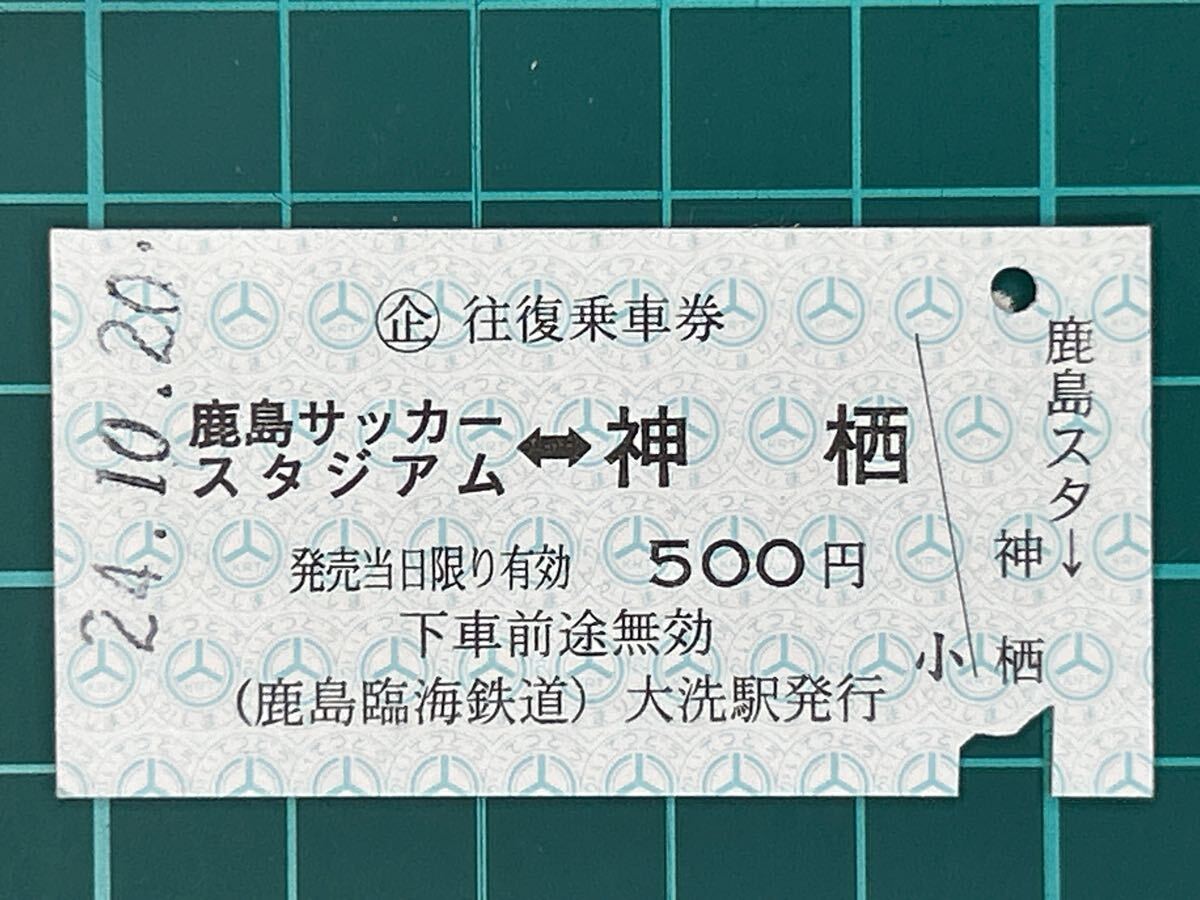 24.10.20.
㋽ 往復乗車券
鹿島サッカースタジアム ⬌ 神栖
発売当日限り有効 500円
下車前途無効
(鹿島臨海鉄道) 大洗駅発行
小
鹿島スタ→
神栖